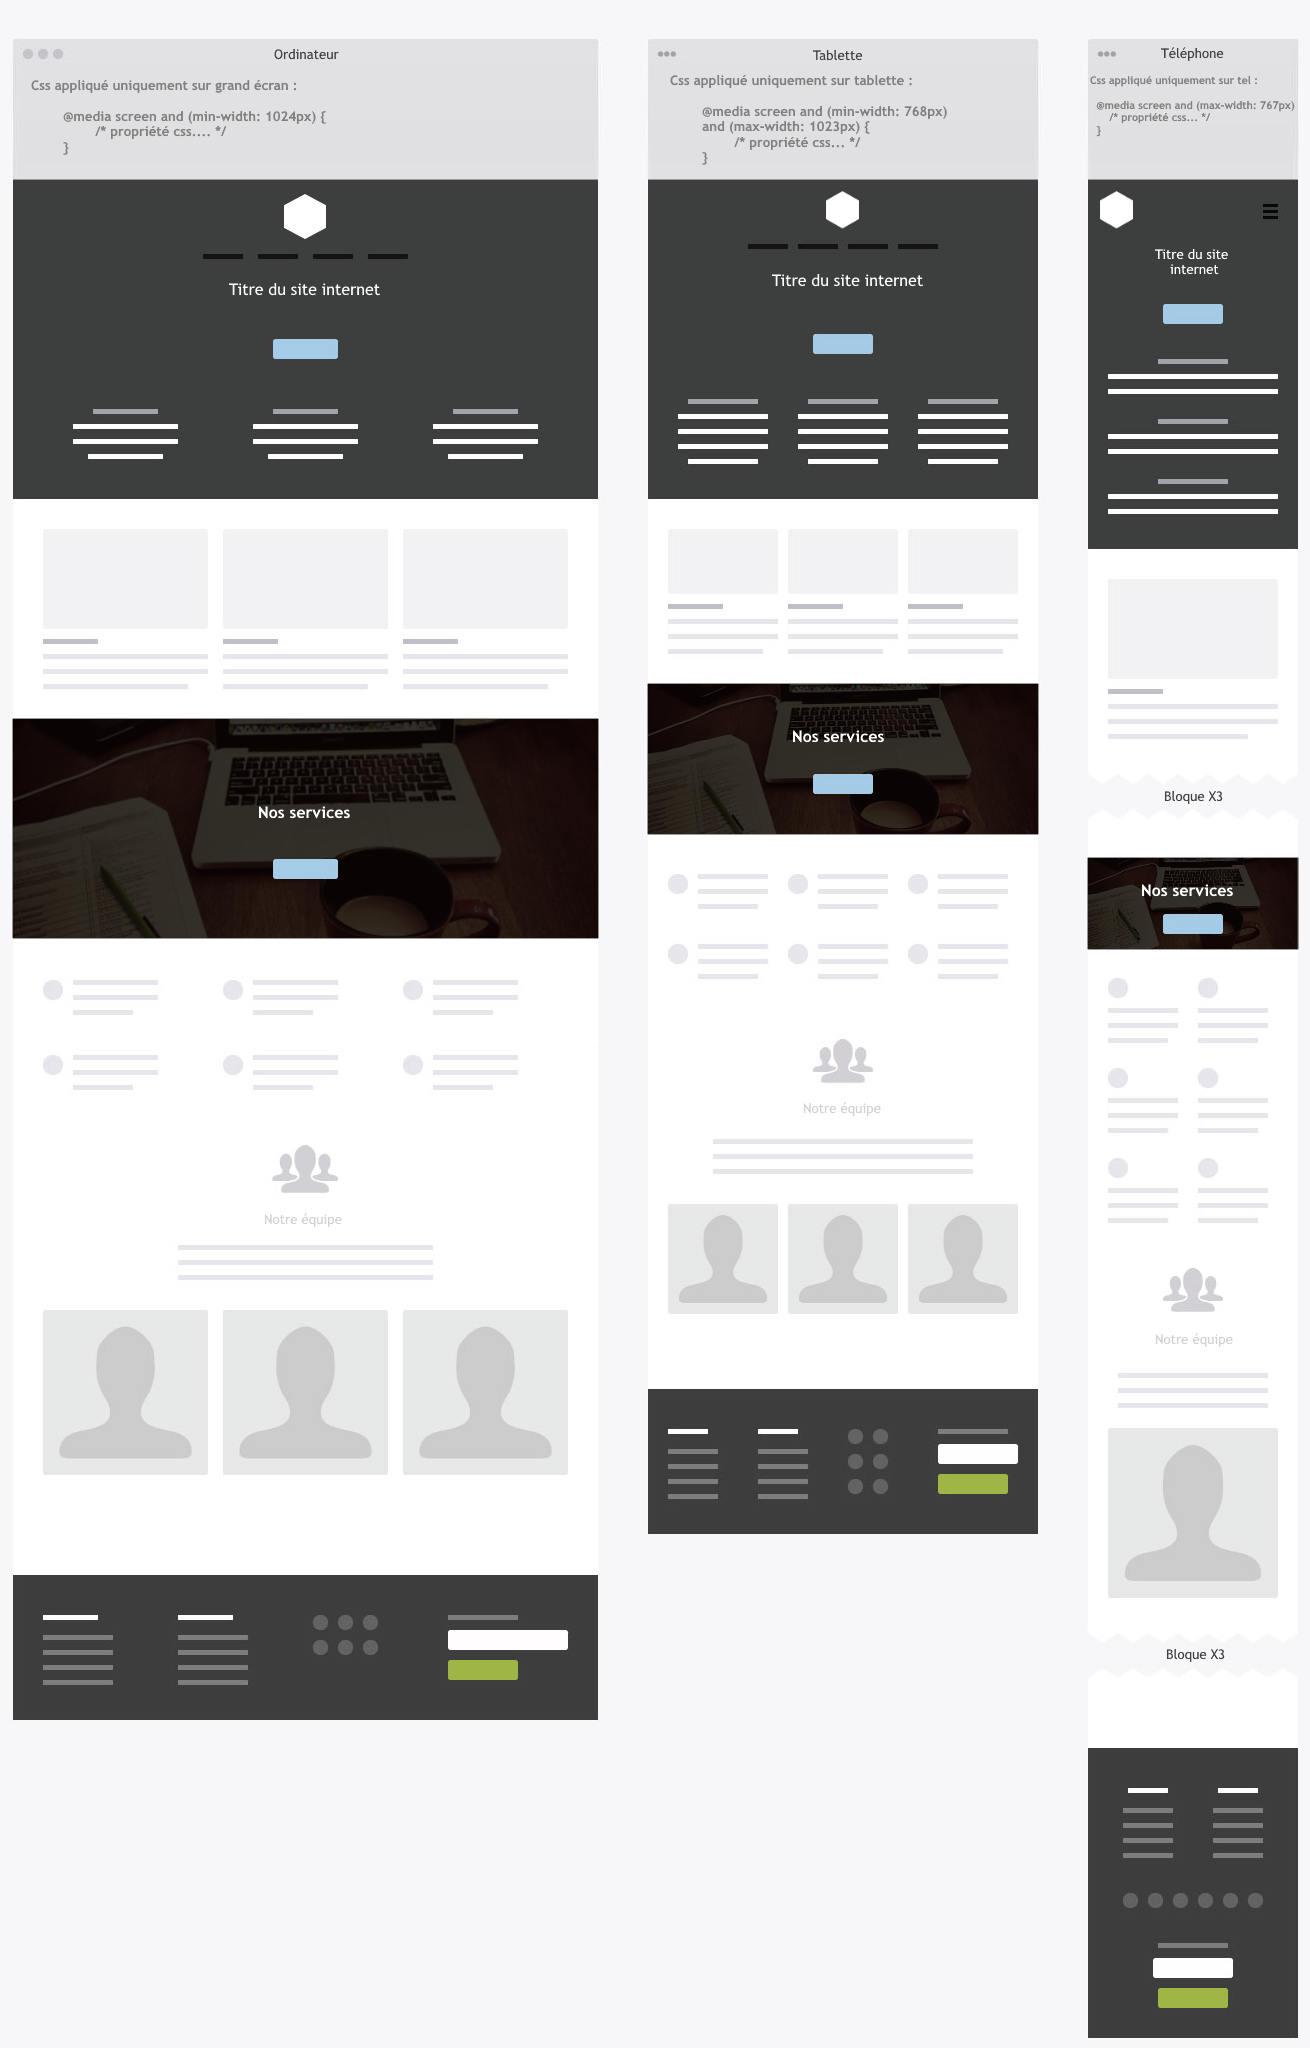 Ordinateur
Css appliqué uniquement sur grand écran :
@media screen and (min-width: 1024px) {
/* propriété css.... */
}
Titre du site internet
Nos services
Notre équipe
Tablette
Css appliqué uniquement sur tablette :
@media screen and (min-width: 768px)
and (max-width: 1023px) {
/* propriété css... */
}
Titre du site internet
Nos services
Notre équipe
Téléphone
Css appliqué uniquement sur tel :
@media screen and (max-width: 767px)
/* propriété css... */
}
Titre du site
internet
Bloque X3
Nos services
Notre équipe
Bloque X3